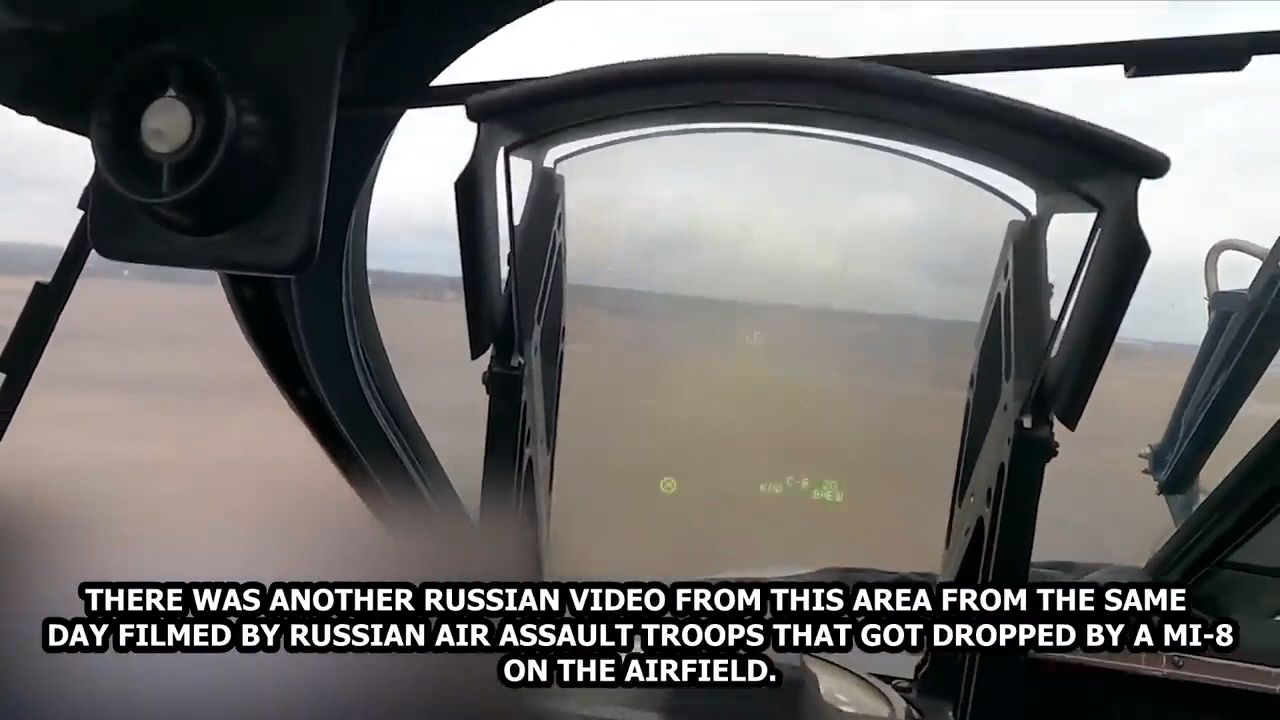 THERE WAS ANOTHER RUSSIAN VIDEO FROM THIS AREA FROM THE SAME
DAY FILMED BY RUSSIAN AIR ASSAULT TROOPS THAT GOT DROPPED BY A MI-8
ON THE AIRFIELD.